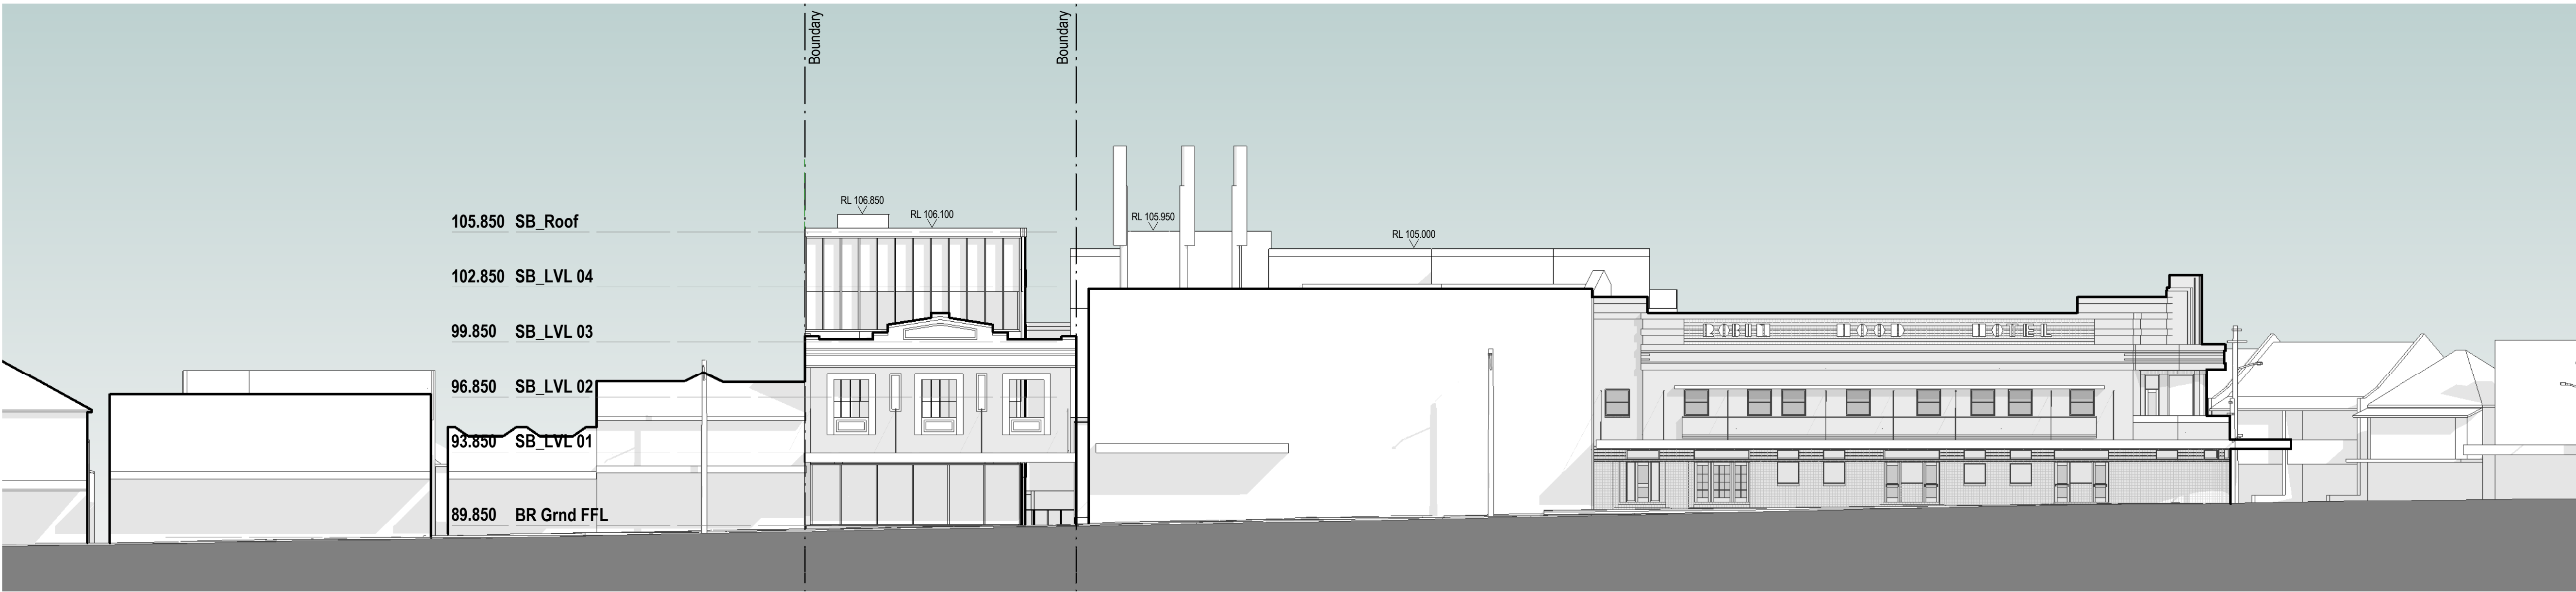 Boundary
Boundary
RL 106.850
RL 106.100
RL 105.950
RL 105.000
105.850 SB_Roof
102.850 SB_LVL 04
99.850 SB_LVL 03
96.850 SB_LVL 02
93.850 SB_LVL 01
89.850 BR Grnd FFL
HOTEL